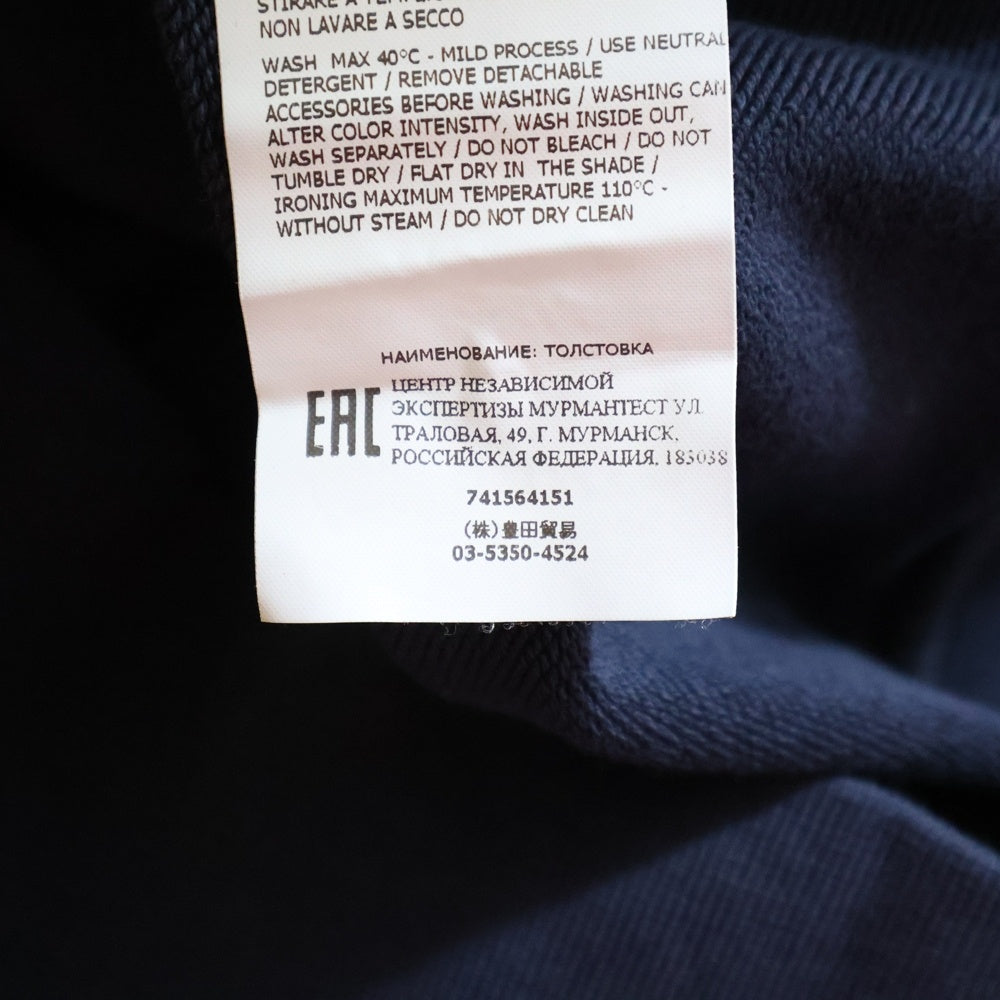 STIRARE A
NON LAVARE A SECCO
WASH MAX 40°C - MILD PROCESS / USE NEUTRAL
DETERGENT / REMOVE DETACHABLE
ACCESSORIES BEFORE WASHING / WASHING CAN
ALTER COLOR INTENSITY, WASH INSIDE OUT,
WASH SEPARATELY / DO NOT BLEACH / DO NOT
TUMBLE DRY / FLAT DRY IN THE SHADE /
IRONING MAXIMUM TEMPERATURE 110°C -
WITHOUT STEAM / DO NOT DRY CLEAN
НАИМЕНОВАНИЕ: ТОЛСТОВКА
EAC
ЦЕНТР НЕЗАВИСИМОЙ
ЭКСПЕРТИЗЫ МУРМАНТЕСТ УЛ.
ТРАЛОВАЯ, 49, Г. МУРМАНСК,
РОССИЙСКАЯ ФЕДЕРАЦИЯ, 183038
741564151
(株)豊田貿易
03-5350-4524